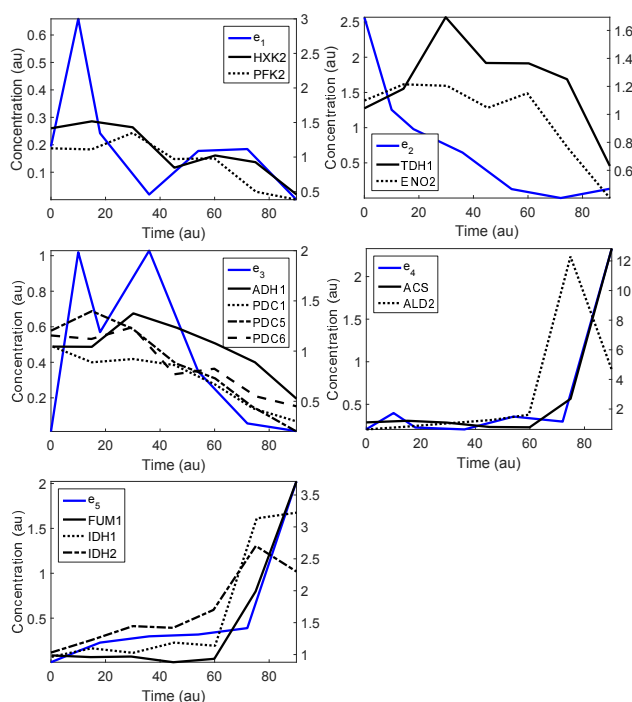 Concentration (au)
0.6
0.5
0.4
0.3
0.2
0.1
3
2.5
2
1.5
1
0.5
e1
HXK2
PFK2
0 20 40 60 80
Time (au)
Concentration (au)
2.5
2
1.5
1
0.5
1.6
1.4
1.2
1
0.8
0.6
e2
TDH1
ENO2
0 20 40 60 80
Time (au)
Concentration (au)
1
0.8
0.6
0.4
0.2
2
1.5
1
0.5
e3
ADH1
PDC1
PDC5
PDC6
0 20 40 60 80
Time (au)
Concentration (au)
2
1.5
1
0.5
12
10
8
6
4
2
e4
ACS
ALD2
0 20 40 60 80
Time (au)
Concentration (au)
2
1.5
1
0.5
3.5
3
2.5
2
1.5
1
e5
FUM1
IDH1
IDH2
0 20 40 60 80
Time (au)